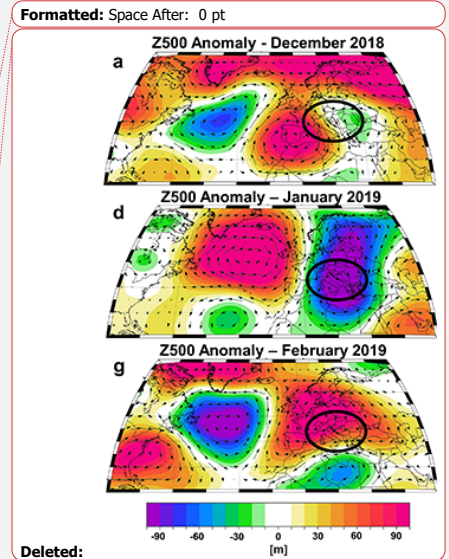 Formatted: Space After:  0 pt
Z500 Anomaly - December 2018
a
Z500 Anomaly – January 2019
d
Z500 Anomaly – February 2019
g
-90 -60 -30 0 30 60 90
[m]
Deleted: